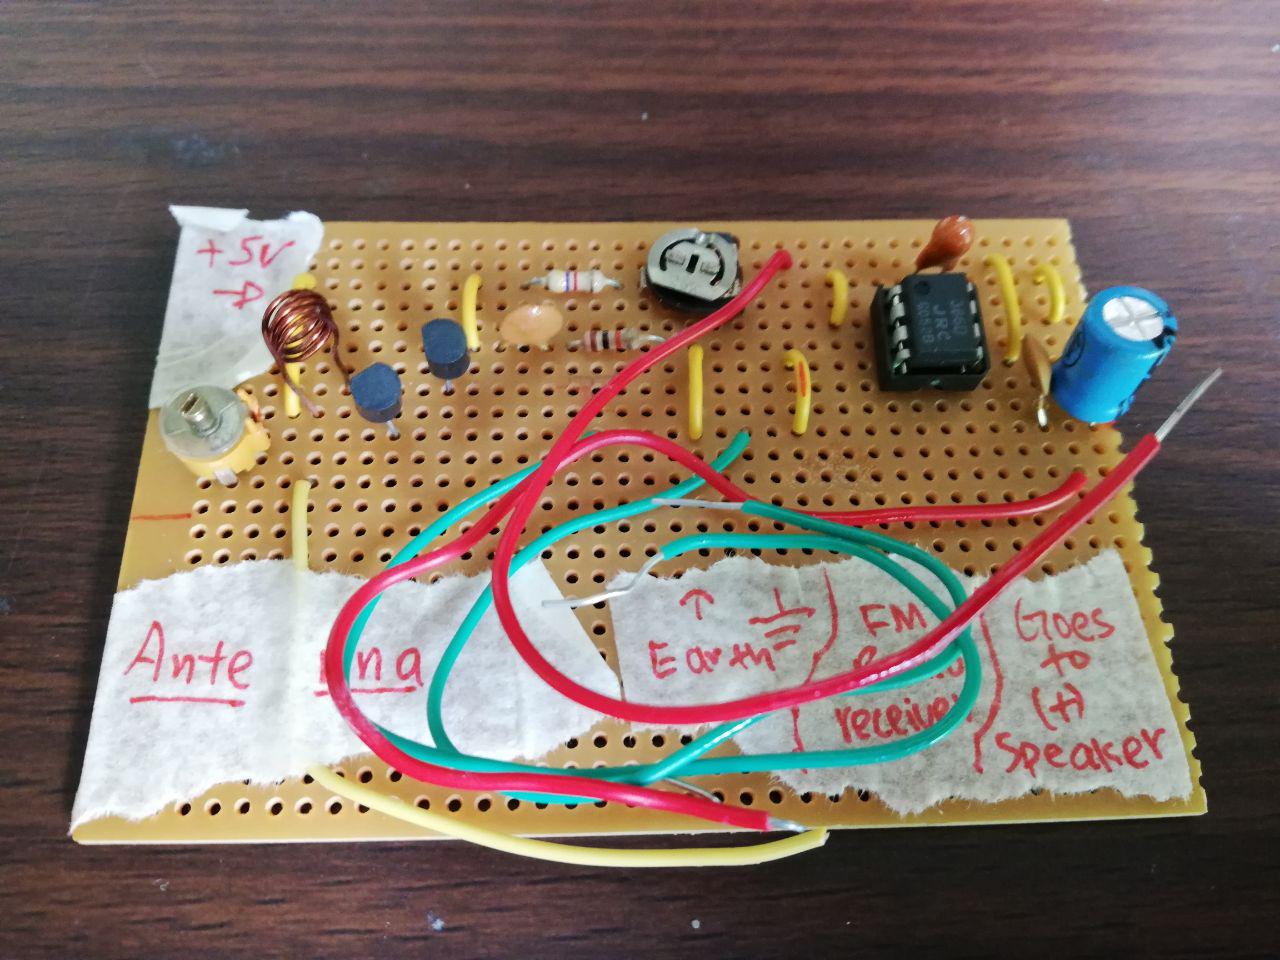 +5V
Ante nna
Earth
FM
receiver
Goes
to
(+)
Speaker
JRC